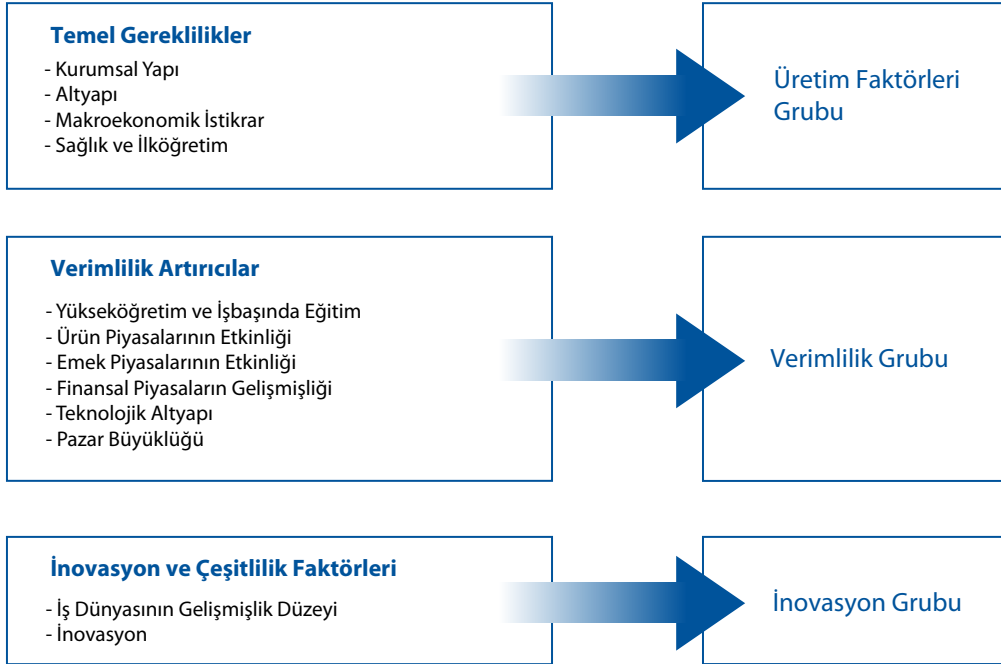 Temel Gereklilikler
- Kurumsal Yapı
- Altyapı
- Makroekonomik İstikrar
- Sağlık ve İlköğretim
Üretim Faktörleri
Grubu
Verimlilik Artırıcılar
- Yükseköğretim ve İşbaşında Eğitim
- Ürün Piyasalarının Etkinliği
- Emek Piyasalarının Etkinliği
- Finansal Piyasaların Gelişmişliği
- Teknolojik Altyapı
- Pazar Büyüklüğü
Verimlilik Grubu
İnovasyon ve Çeşitlilik Faktörleri
- İş Dünyasının Gelişmişlik Düzeyi
- İnovasyon
İnovasyon Grubu